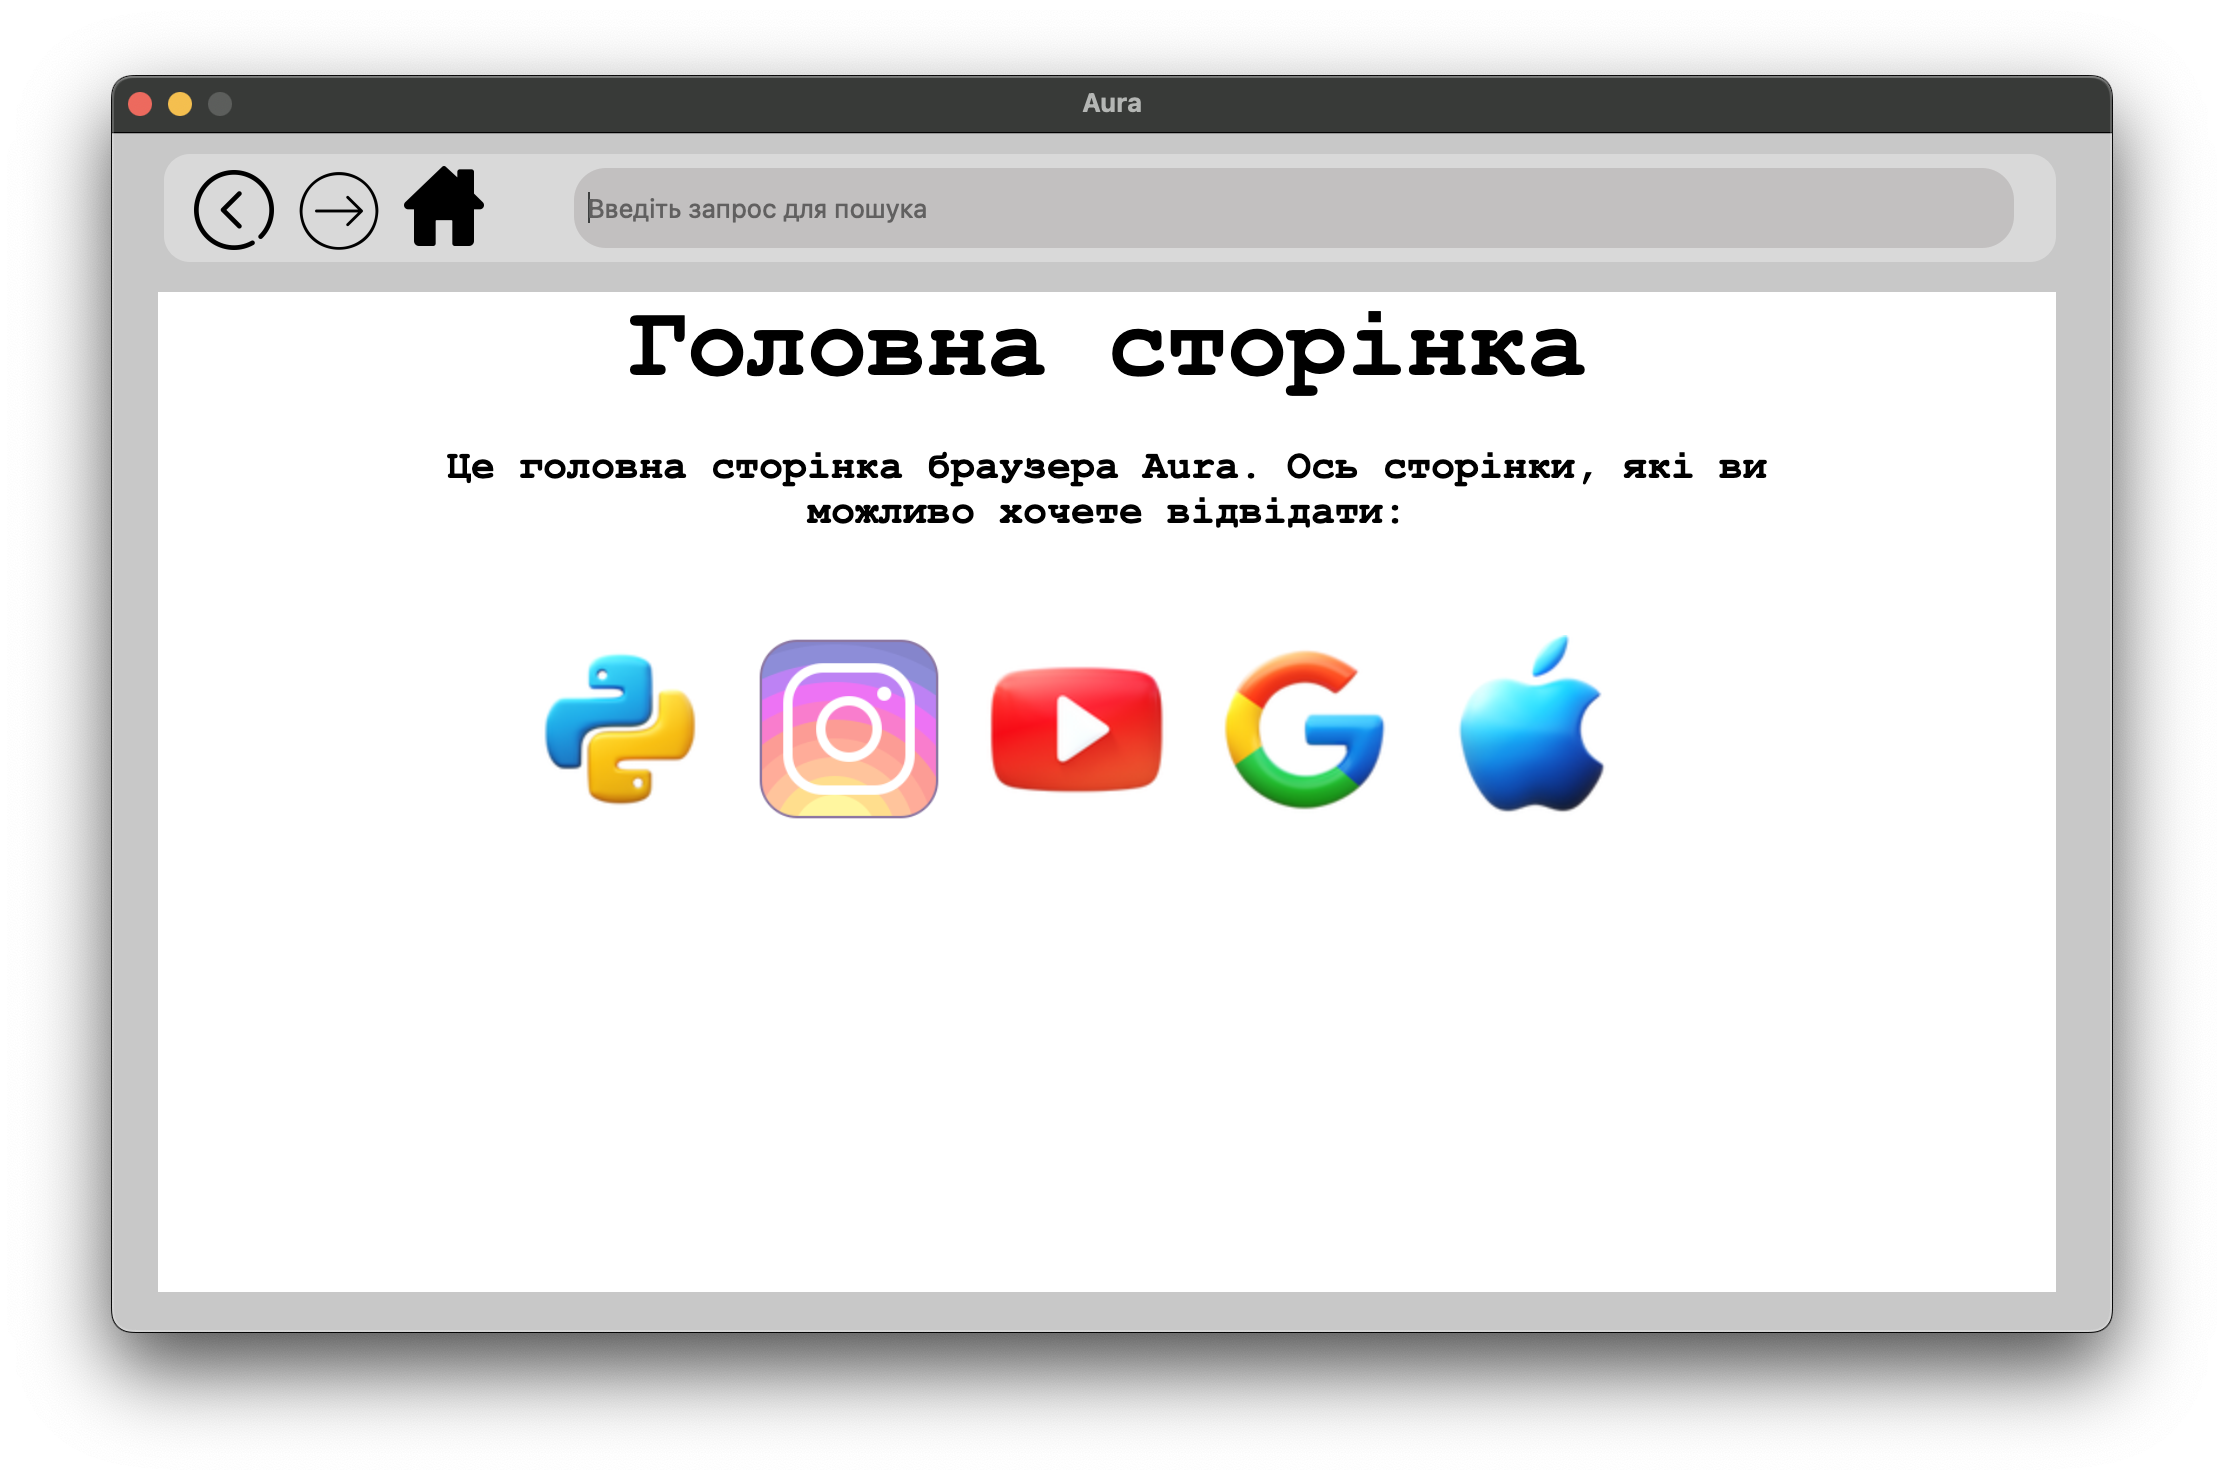 Aura
Введіть запрос для пошука
Головна сторінка
Це головна сторінка браузера Aura. Ось сторінки, які ви
можливо хочете відвідати: